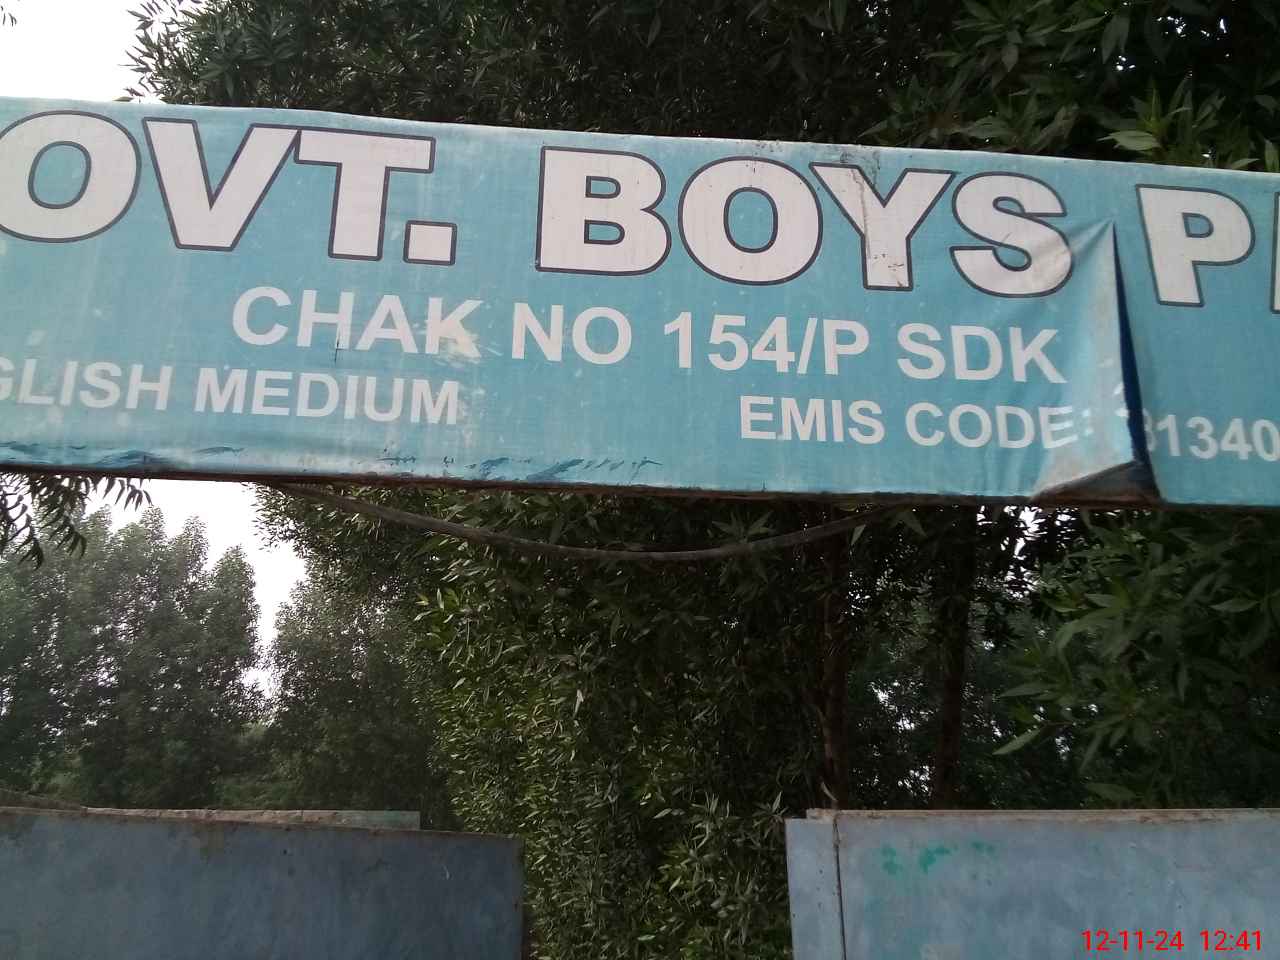 OVT. BOYS P
CHAK NO 154/P SDK
GLISH MEDIUM EMIS CODE: 31340
12-11-24 12:41